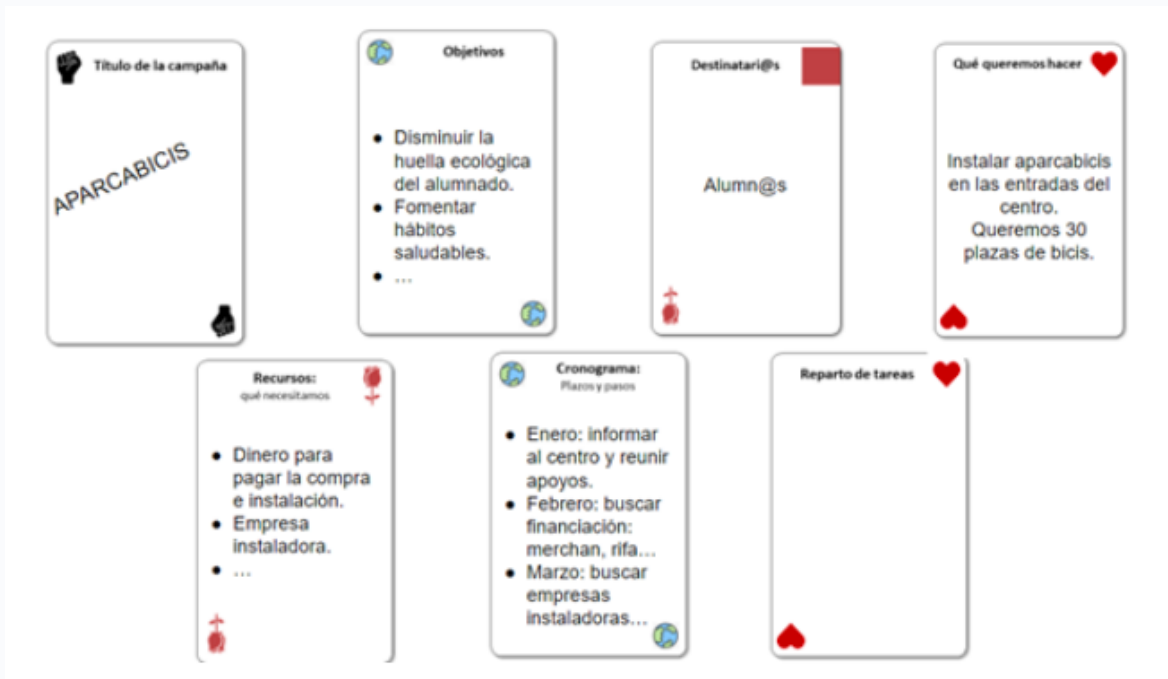 Título de la campaña
APARCABICIS
Objetivos
● Disminuir la
huella ecológica
del alumnado.
● Fomentar
hábitos
saludables.
● ...
Destinatari@s
Alumn@s
Qué queremos hacer
Instalar aparcabicis
en las entradas del
centro.
Queremos 30
plazas de bicis.
Recursos:
qué necesitamos
● Dinero para
pagar la compra
e instalación.
● Empresa
instaladora.
● ...
Cronograma:
Plazos y pasos
● Enero: informar
al centro y reunir
apoyos.
● Febrero: buscar
financiación:
merchan, rifa...
● Marzo: buscar
empresas
instaladoras...
Reparto de tareas